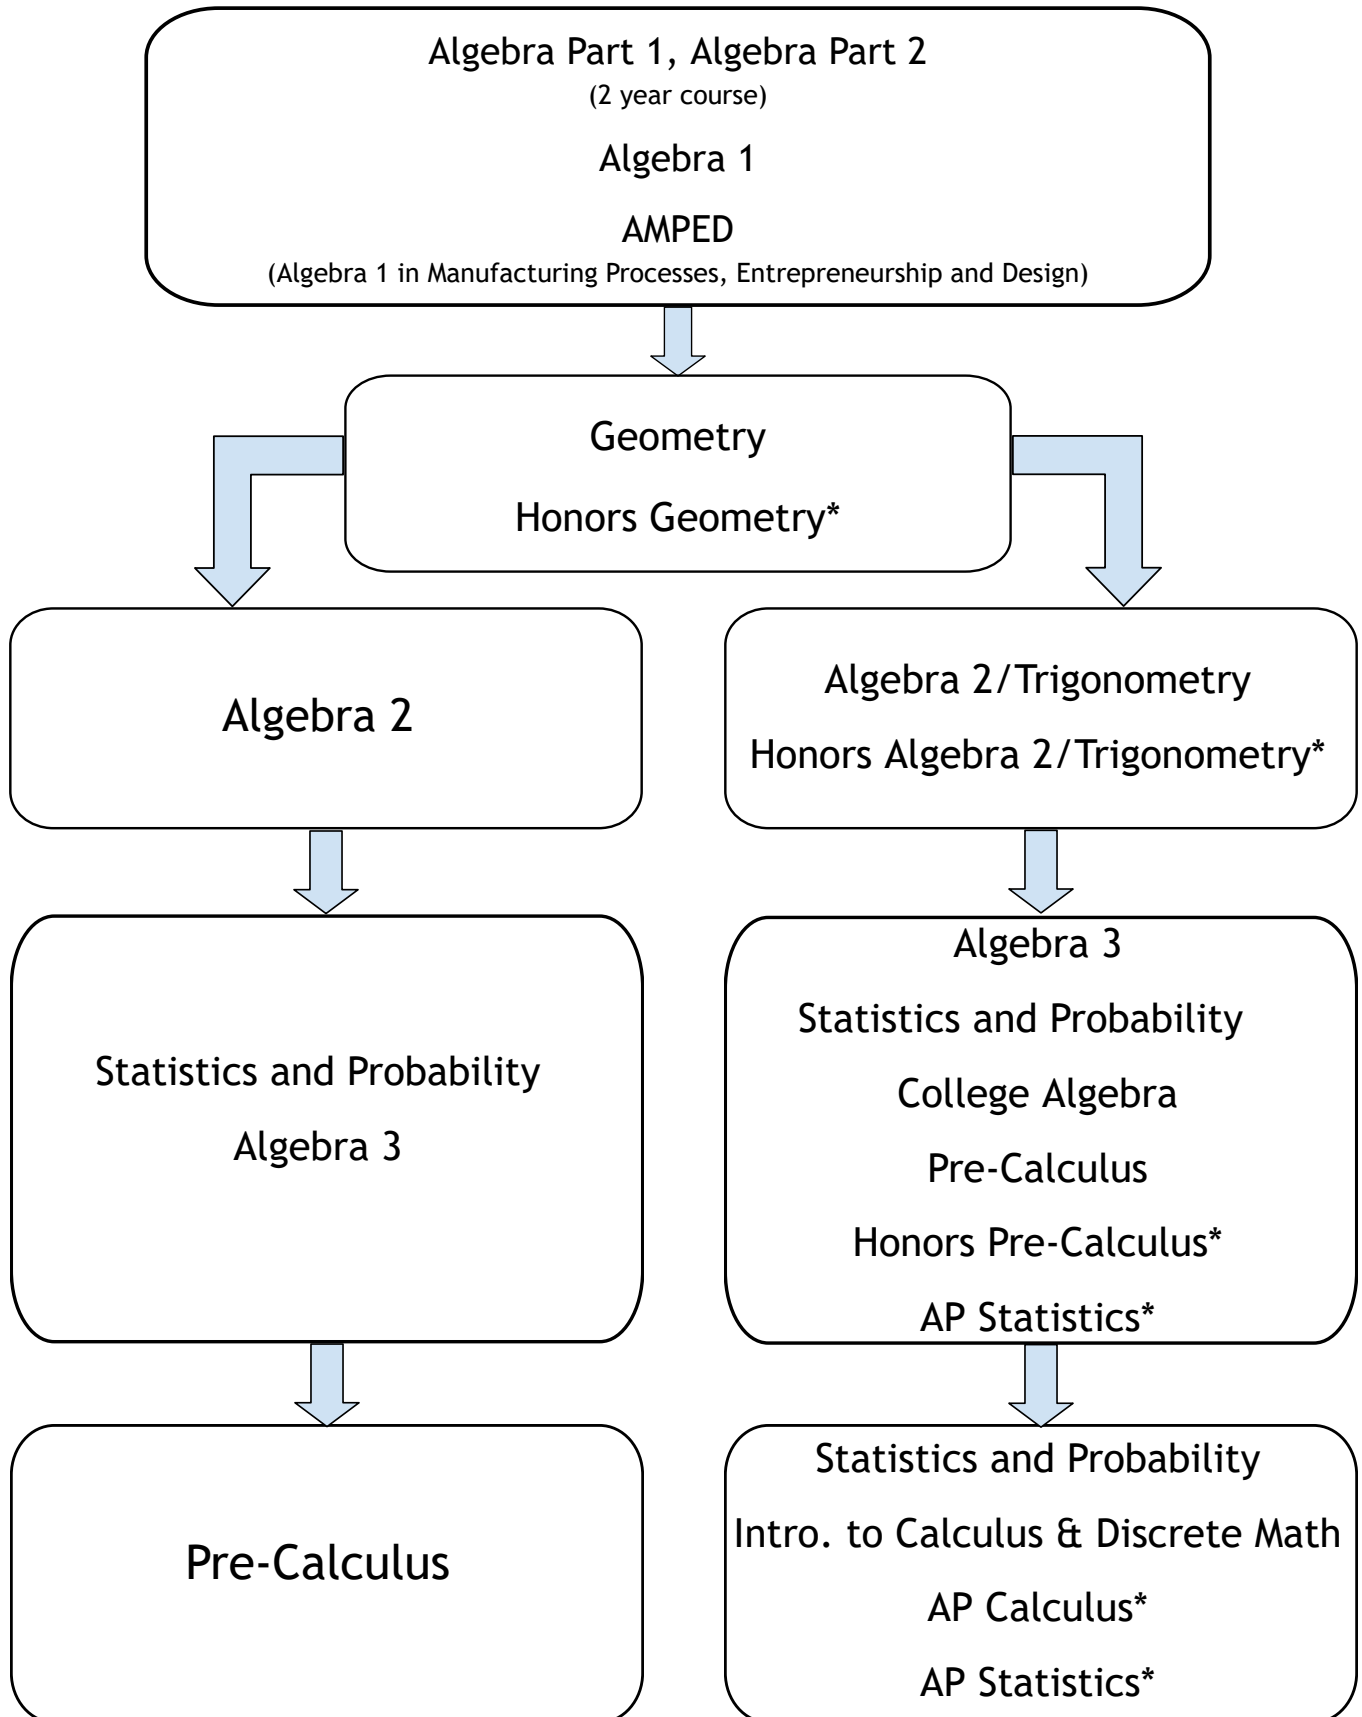 Algebra Part 1, Algebra Part 2
(2 year course)
Algebra 1
AMPED
(Algebra 1 in Manufacturing Processes, Entrepreneurship and Design)
Geometry
Honors Geometry*
Algebra 2
Algebra 2/Trigonometry
Honors Algebra 2/Trigonometry*
Statistics and Probability
Algebra 3
Algebra 3
Statistics and Probability
College Algebra
Pre-Calculus
Honors Pre-Calculus*
AP Statistics*
Pre-Calculus
Statistics and Probability
Intro. to Calculus & Discrete Math
AP Calculus*
AP Statistics*